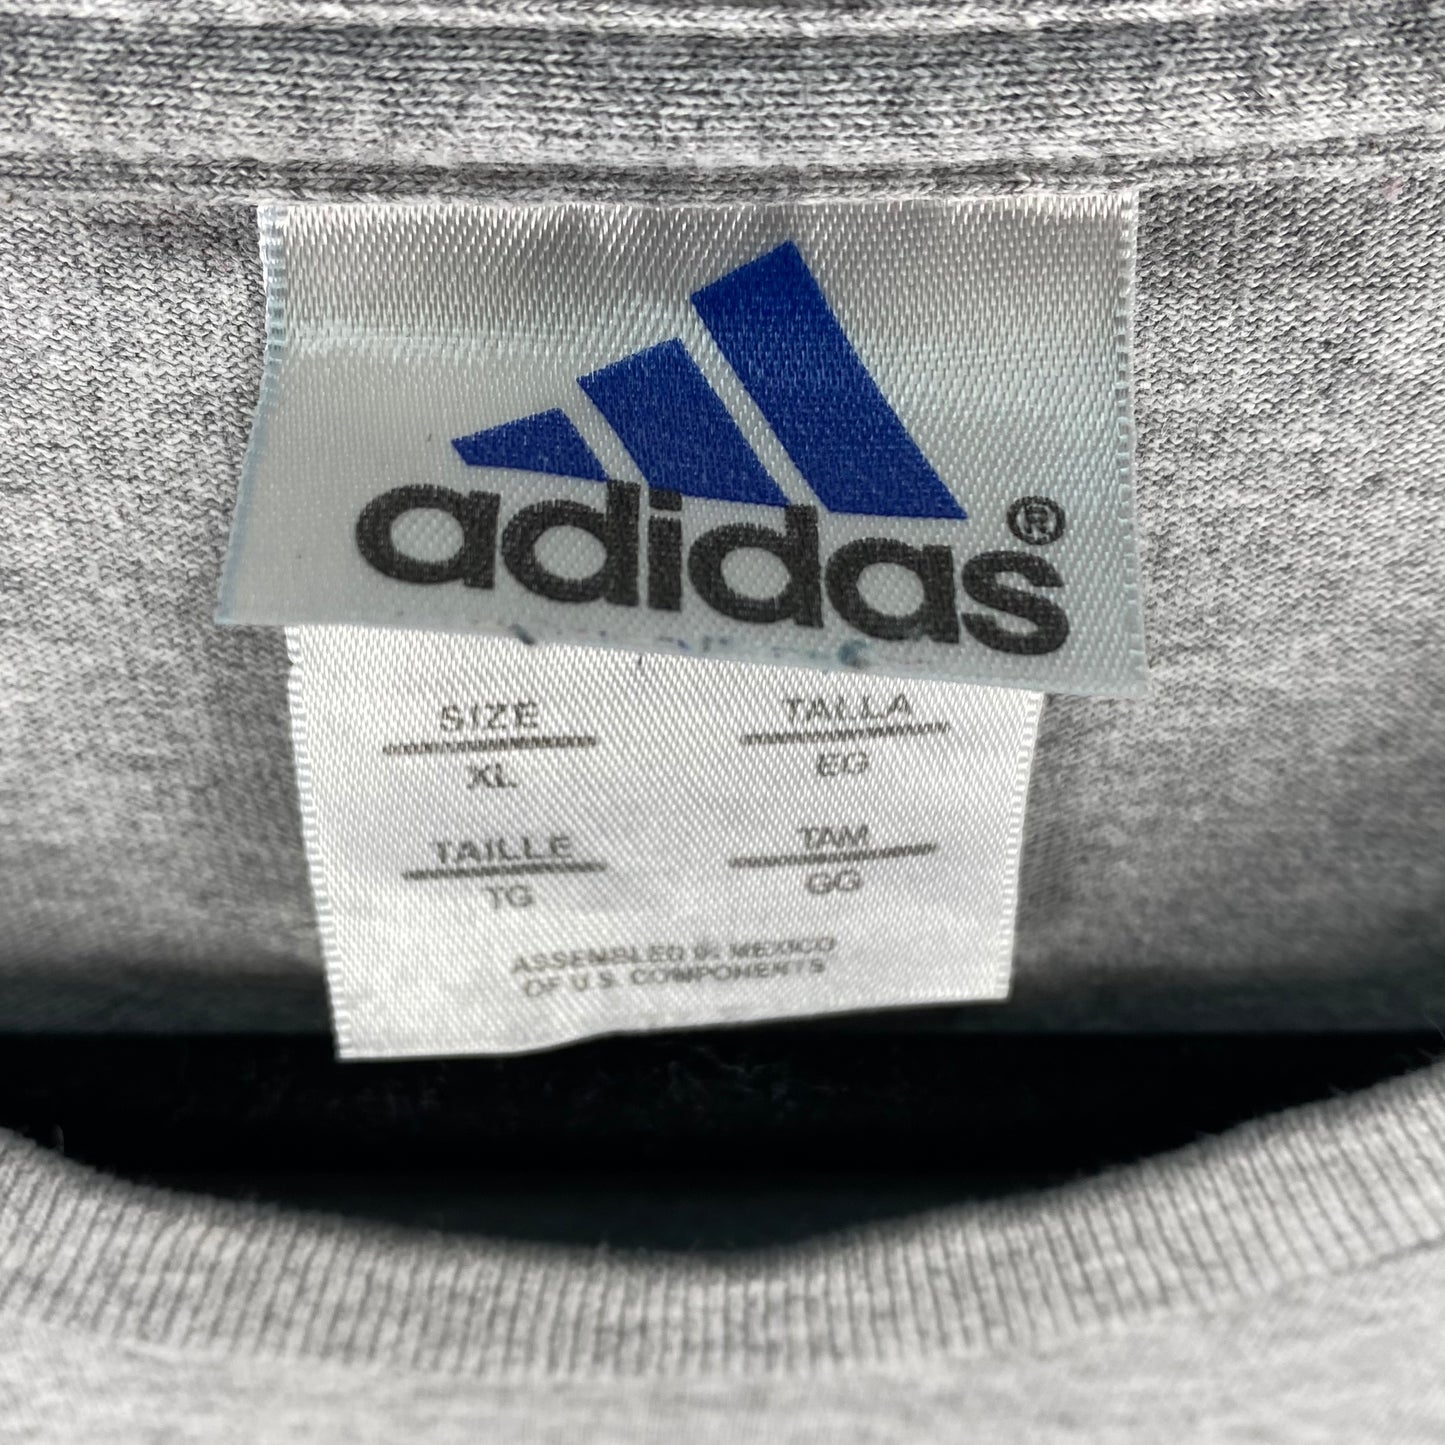 adidas®
SIZE TALLA
XL EG
TAILLE TAM
TG GG
ASSEMBLED IN MEXICO
OF U.S. COMPONENTS